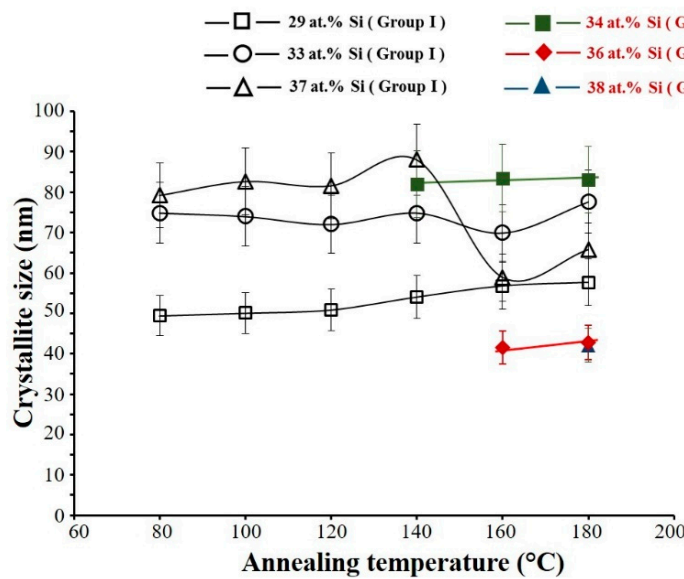 29 at.% Si ( Group I )
33 at.% Si ( Group I )
37 at.% Si ( Group I )
34 at.% Si ( G
36 at.% Si ( G
38 at.% Si ( G
Crystallite size (nm)
100
90
80
70
60
50
40
30
20
10
0
60 80 100 120 140 160 180 200
Annealing temperature (°C)